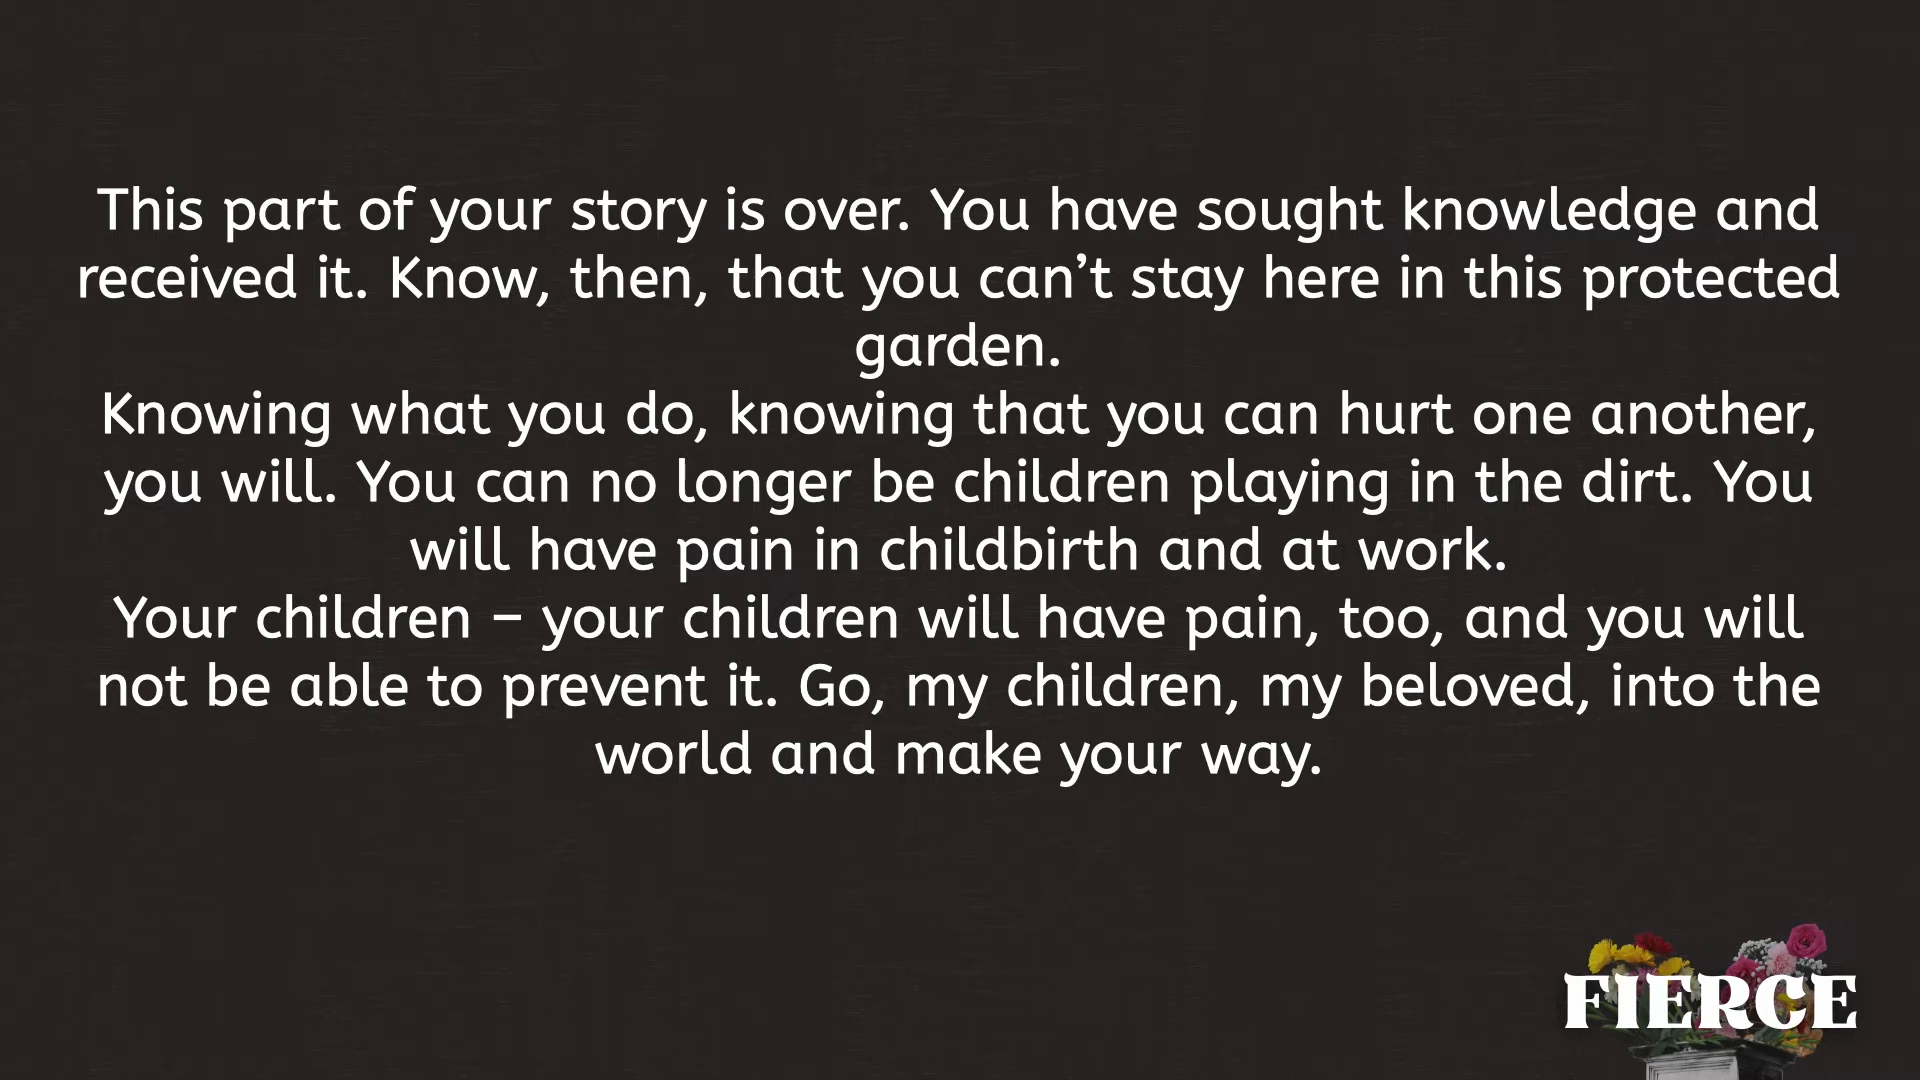 This part of your story is over. You have sought knowledge and
received it. Know, then, that you can’t stay here in this protected
garden.
Knowing what you do, knowing that you can hurt one another,
you will. You can no longer be children playing in the dirt. You
will have pain in childbirth and at work.
Your children – your children will have pain, too, and you will
not be able to prevent it. Go, my children, my beloved, into the
world and make your way.
FIERCE